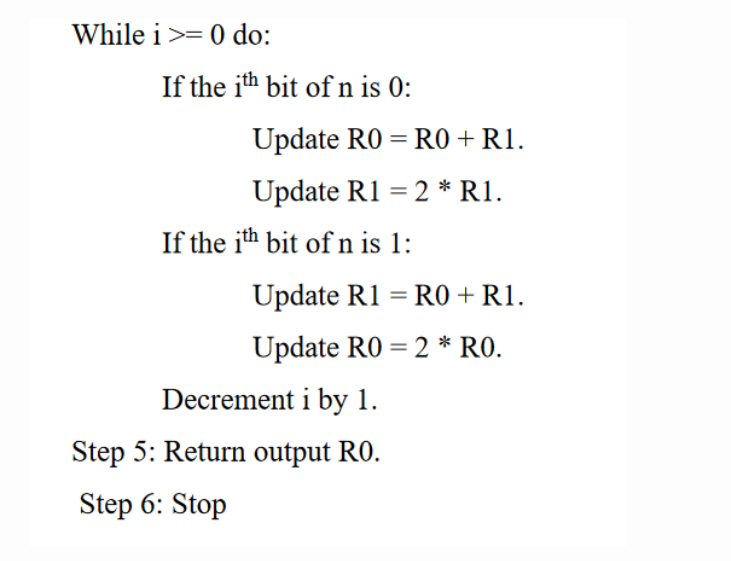 While i >= 0 do:
If the ith bit of n is 0:
Update R0 = R0 + R1.
Update R1 = 2 * R1.
If the ith bit of n is 1:
Update R1 = R0 + R1.
Update R0 = 2 * R0.
Decrement i by 1.
Step 5: Return output R0.
Step 6: Stop